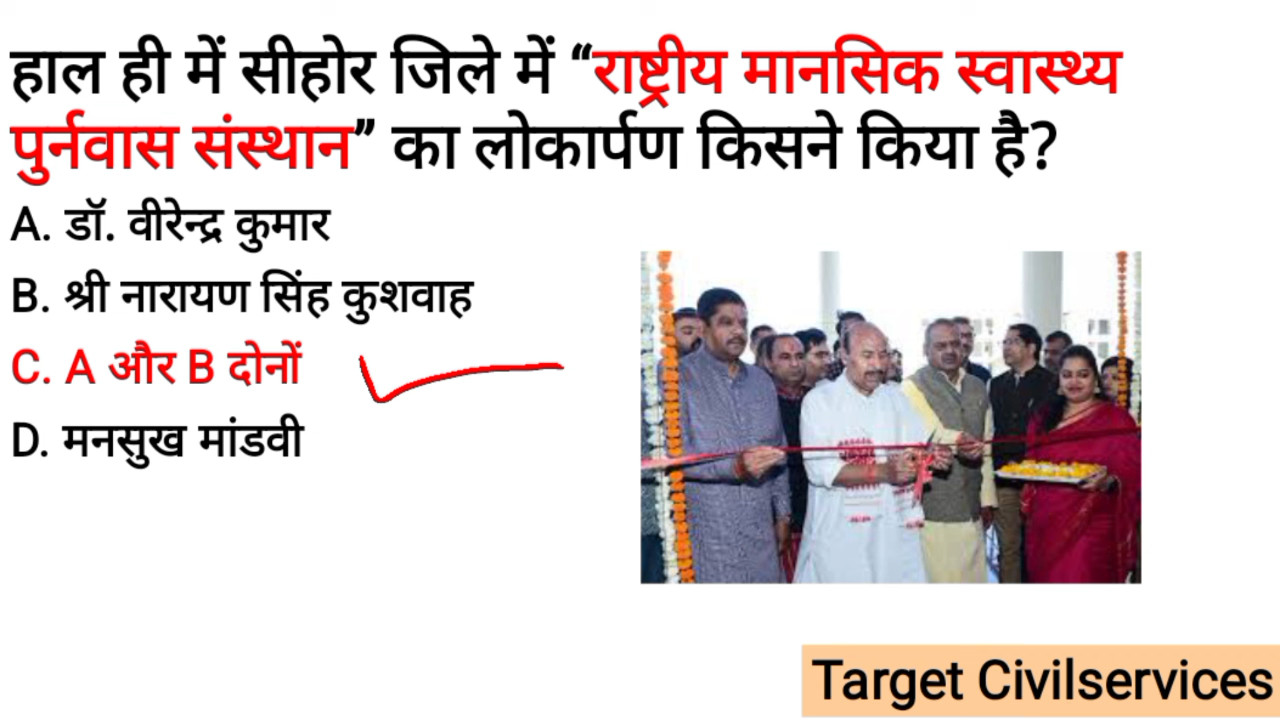 हाल ही में सीहोर जिले में “राष्ट्रीय मानसिक स्वास्थ्य
पुर्नवास संस्थान” का लोकार्पण किसने किया है?
A. डॉ. वीरेन्द्र कुमार
B. श्री नारायण सिंह कुशवाह
C. A और B दोनों
D. मनसुख मांडवी
Target Civilservices